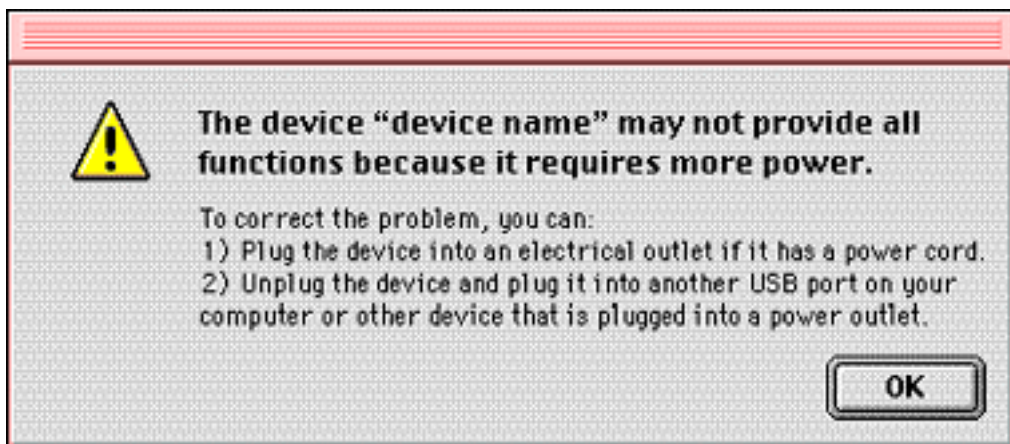 The device “device name” may not provide all
functions because it requires more power.
To correct the problem, you can:
1) Plug the device into an electrical outlet if it has a power cord.
2) Unplug the device and plug it into another USB port on your
computer or other device that is plugged into a power outlet.
OK